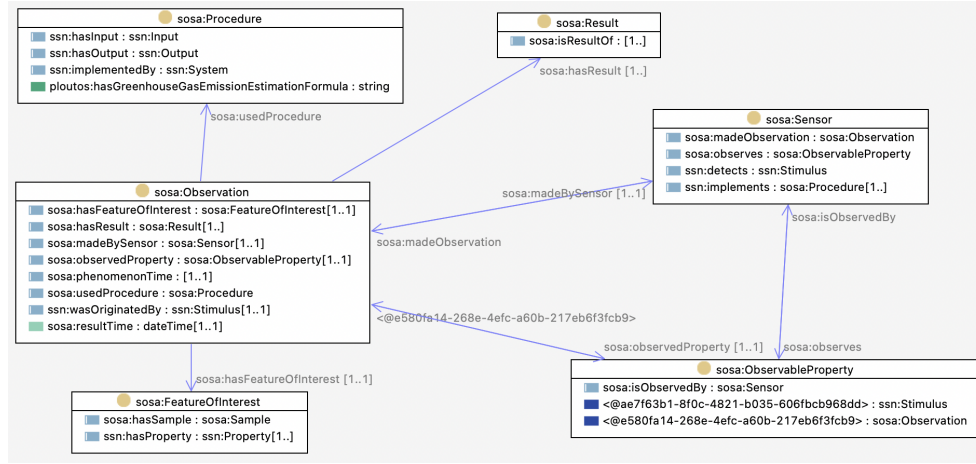 sosa:Procedure
ssn:hasInput : ssn:Input
ssn:hasOutput : ssn:Output
ssn:implementedBy : ssn:System
ploutos:hasGreenhouseGasEmissionEstimationFormula : string
sosa:Result
sosa:isResultOf : [1..]
sosa:hasResult [1..]
sosa:usedProcedure
sosa:Sensor
sosa:madeObservation : sosa:Observation
sosa:observes : sosa:ObservableProperty
ssn:detects : ssn:Stimulus
ssn:implements : sosa:Procedure[1..]
sosa:Observation
sosa:hasFeatureOfInterest : sosa:FeatureOfInterest[1..1]
sosa:hasResult : sosa:Result[1..]
sosa:madeBySensor : sosa:Sensor[1..1]
sosa:observedProperty : sosa:ObservableProperty[1..1]
sosa:phenomenonTime : [1..1]
sosa:usedProcedure : sosa:Procedure
ssn:wasOriginatedBy : ssn:Stimulus[1..1]
sosa:resultTime : dateTime[1..1]
sosa:madeBySensor [1..1]
sosa:isObservedBy
sosa:madeObservation
<@e580fa14-268e-4efc-a60b-217eb6f3fcb9>
sosa:observedProperty [1..1]
sosa:observes
sosa:hasFeatureOfInterest [1..1]
sosa:FeatureOfInterest
sosa:hasSample : sosa:Sample
ssn:hasProperty : ssn:Property[1..]
sosa:ObservableProperty
sosa:isObservedBy : sosa:Sensor
<@ae7f63b1-8f0c-4821-b035-606fbcb968dd> : ssn:Stimulus
<@e580fa14-268e-4efc-a60b-217eb6f3fcb9> : sosa:Observation